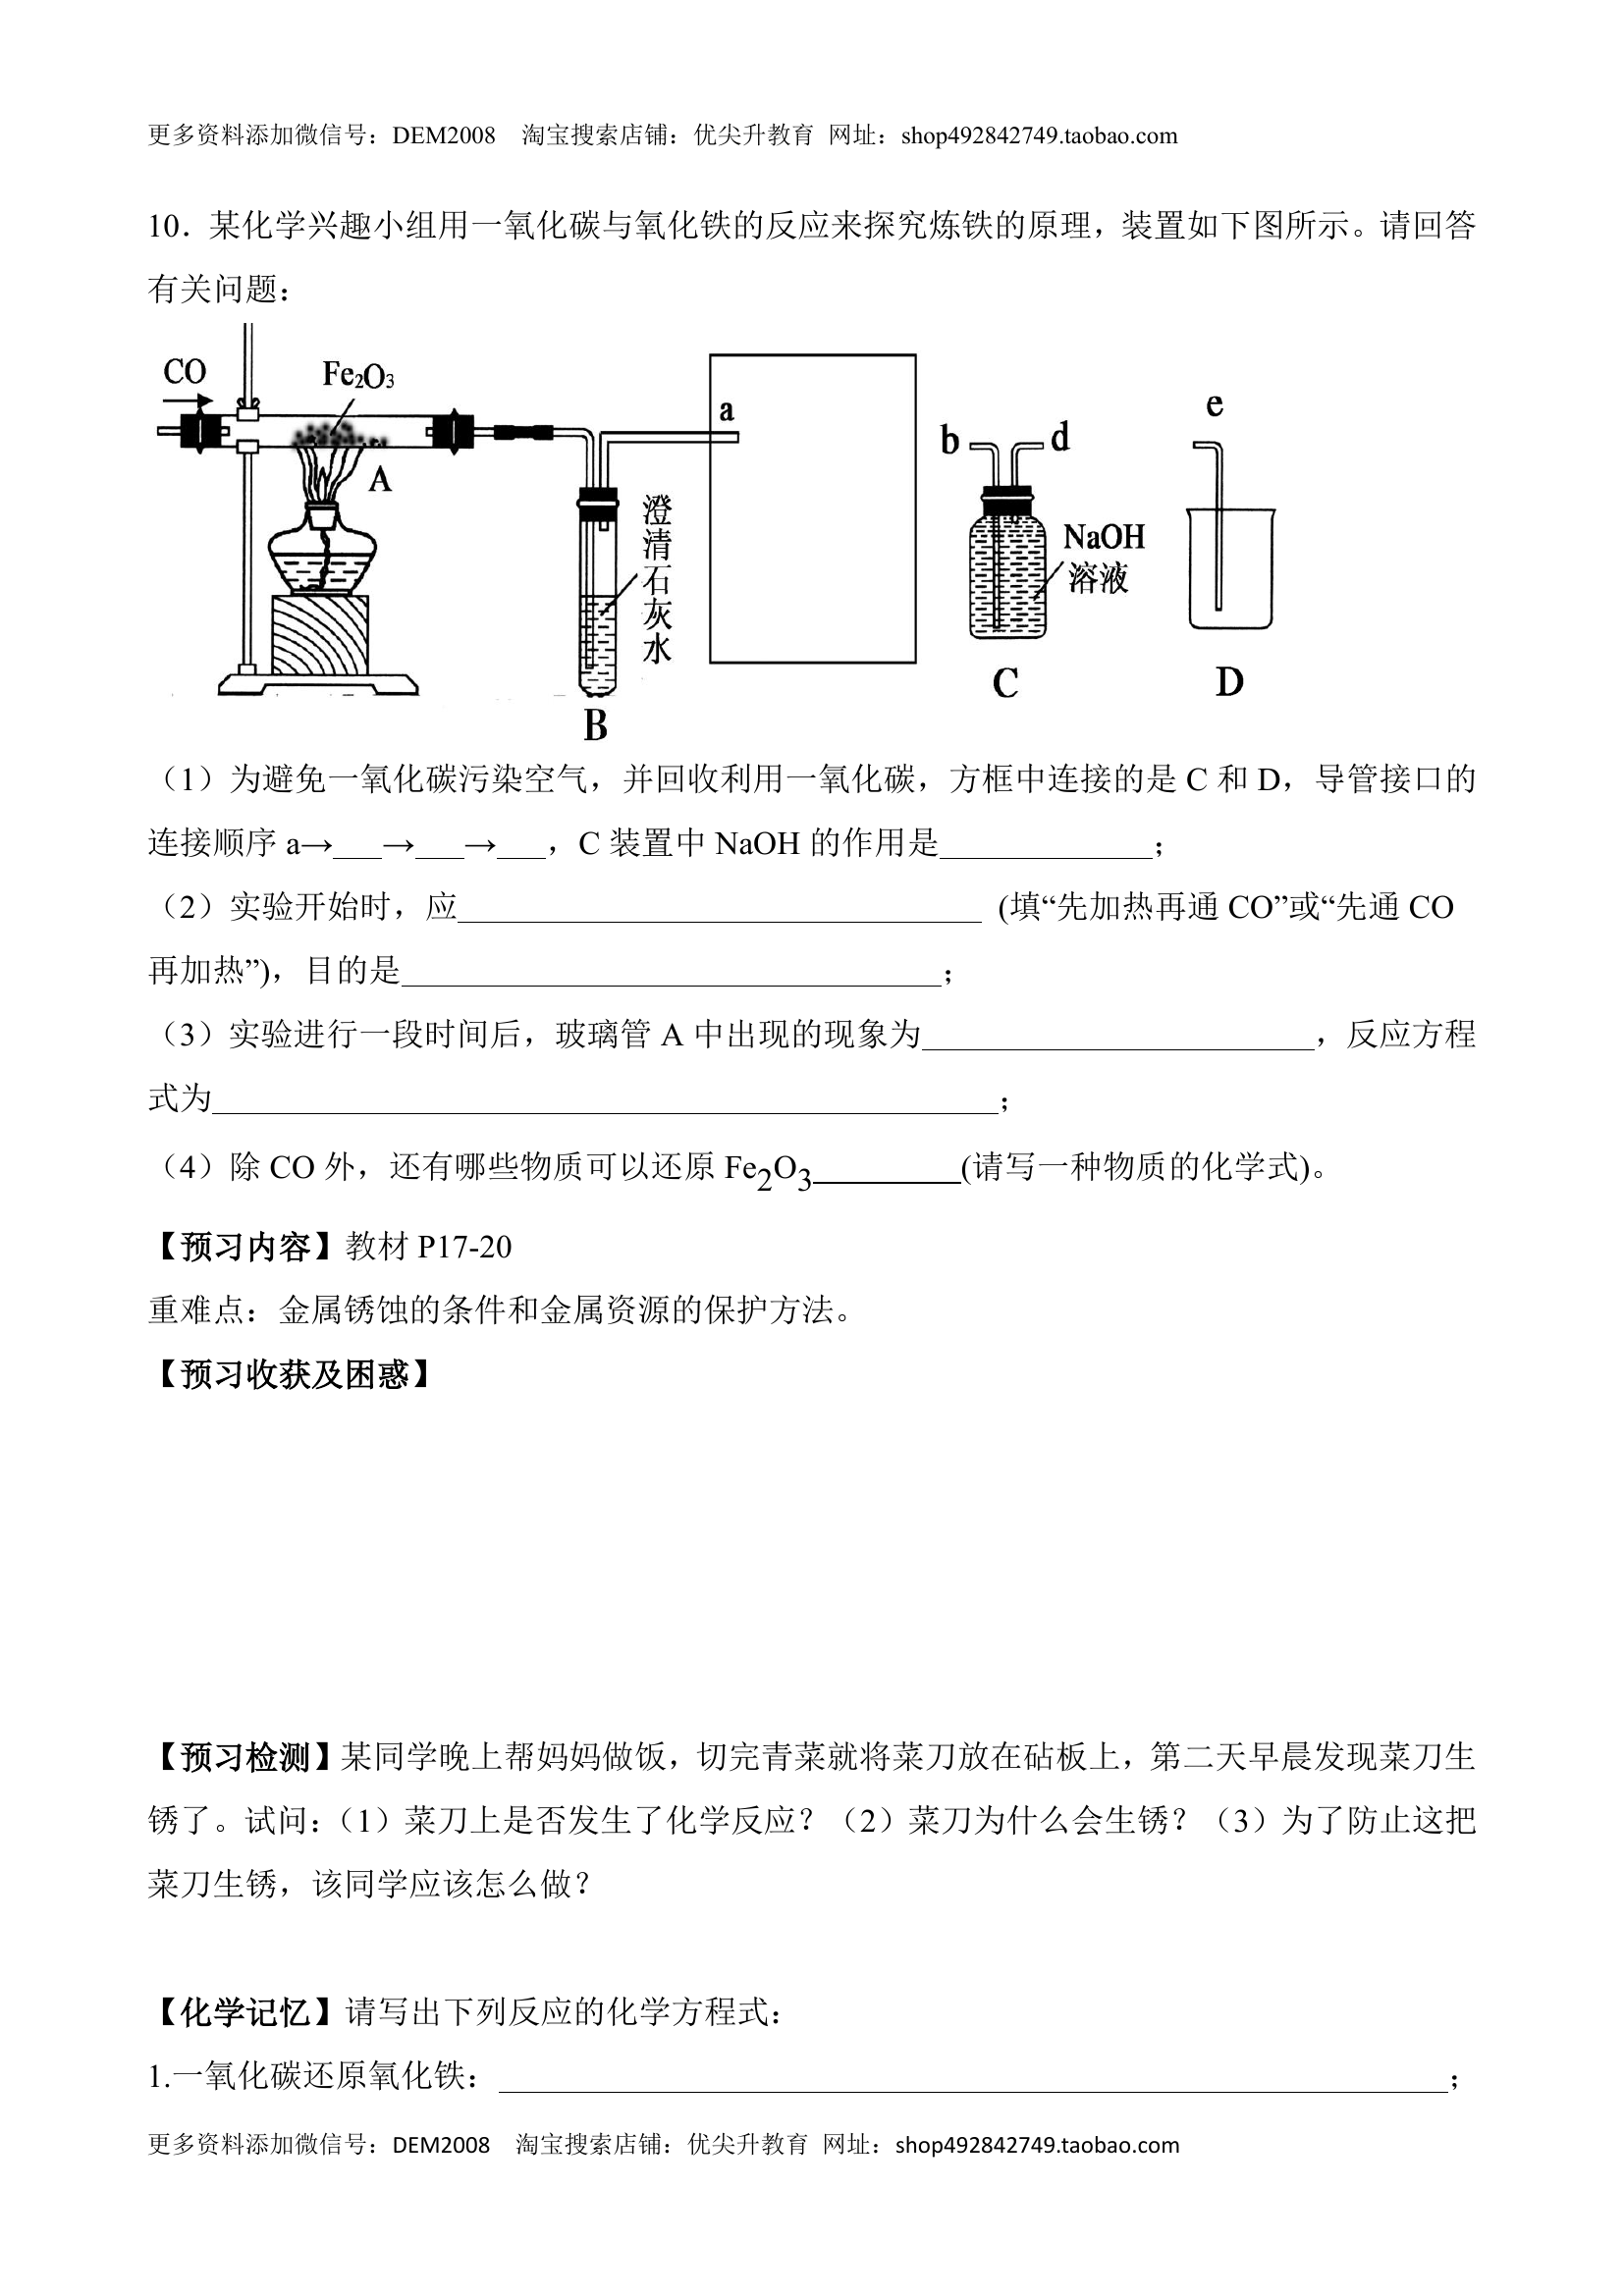 更多资料添加微信号：DEM2008 淘宝搜索店铺：优尖升教育 网址：shop492842749.taobao.com
10．某化学兴趣小组用一氧化碳与氧化铁的反应来探究炼铁的原理，装置如下图所示。请回答
有关问题：
CO
Fe₂O₃
A
澄清石灰水
B
a
b
d
NaOH
溶液
C
e
D
（1）为避免一氧化碳污染空气，并回收利用一氧化碳，方框中连接的是 C 和 D，导管接口的
连接顺序 a→___→___→___，C 装置中 NaOH 的作用是_____________；
（2）实验开始时，应________________________________ (填“先加热再通 CO”或“先通 CO
再加热”)，目的是_________________________________；
（3）实验进行一段时间后，玻璃管 A 中出现的现象为________________________，反应方程
式为________________________________________________；
（4）除 CO 外，还有哪些物质可以还原 Fe₂O₃_________(请写一种物质的化学式)。
【预习内容】教材 P17-20
重难点：金属锈蚀的条件和金属资源的保护方法。
【预习收获及困惑】
【预习检测】某同学晚上帮妈妈做饭，切完青菜就将菜刀放在砧板上，第二天早晨发现菜刀生
锈了。试问：（1）菜刀上是否发生了化学反应？（2）菜刀为什么会生锈？（3）为了防止这把
菜刀生锈，该同学应该怎么做？
【化学记忆】请写出下列反应的化学方程式：
1.一氧化碳还原氧化铁：__________________________________________________________；
更多资料添加微信号：DEM2008 淘宝搜索店铺：优尖升教育 网址：shop492842749.taobao.com